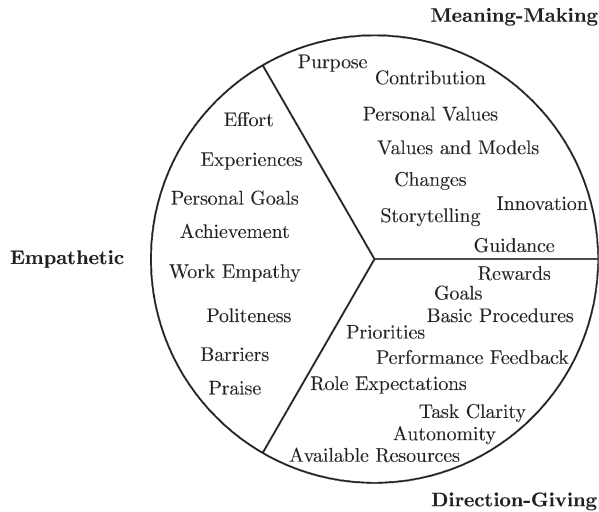 Meaning-Making
Purpose
Contribution
Personal Values
Values and Models
Changes
Innovation
Storytelling
Guidance
Empathetic
Effort
Experiences
Personal Goals
Achievement
Work Empathy
Politeness
Barriers
Praise
Rewards
Goals
Basic Procedures
Priorities
Performance Feedback
Role Expectations
Task Clarity
Autonomity
Available Resources
Direction-Giving